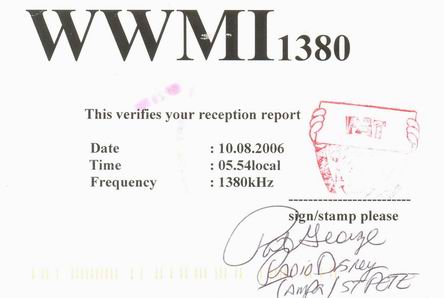 WWMI1380
This verifies your reception report
Date : 10.08.2006
Time : 05.54local
Frequency : 1380kHz
sign/stamp please
George
RADIO DISNEY
TAMPA / ST PETE